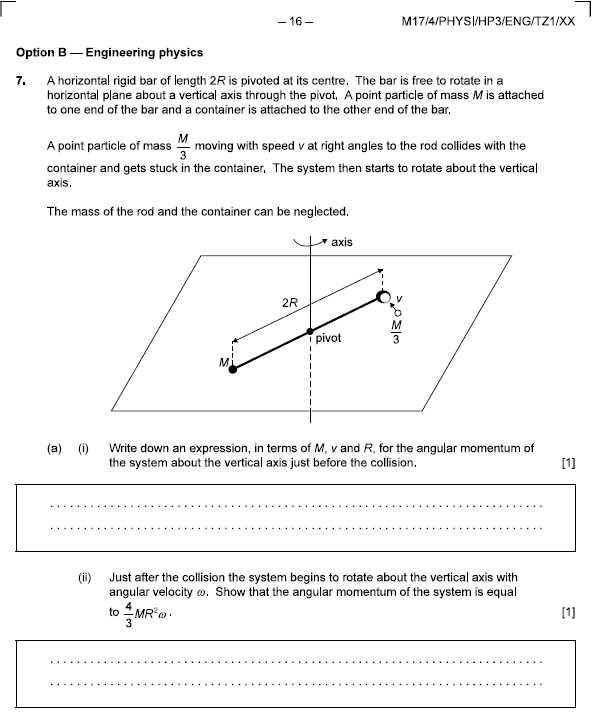 – 16 –
M17/4/PHYSI/HP3/ENG/TZ1/XX
Option B — Engineering physics
7. A horizontal rigid bar of length 2R is pivoted at its centre. The bar is free to rotate in a
horizontal plane about a vertical axis through the pivot. A point particle of mass M is attached
to one end of the bar and a container is attached to the other end of the bar.
A point particle of mass M/3 moving with speed v at right angles to the rod collides with the
container and gets stuck in the container. The system then starts to rotate about the vertical
axis.
The mass of the rod and the container can be neglected.
axis
2R
v
M/3
pivot
M
(a) (i) Write down an expression, in terms of M, v and R, for the angular momentum of
the system about the vertical axis just before the collision. [1]
(ii) Just after the collision the system begins to rotate about the vertical axis with
angular velocity ω. Show that the angular momentum of the system is equal
to 4/3 MR²ω. [1]